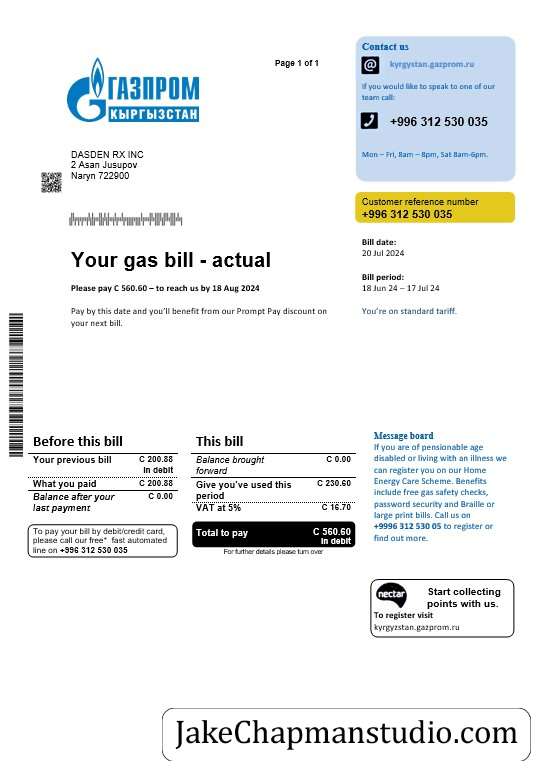 Page 1 of 1
ГАЗПРОМ
КЫРГЫЗСТАН
DASDEN RX INC
2 Asan Jusupov
Naryn 722900
Contact us
@ kyrgystan.gazprom.ru
If you would like to speak to one of our
team call:
+996 312 530 035
Mon – Fri, 8am – 8pm, Sat 8am-6pm.
Customer reference number
+996 312 530 035
Bill date:
20 Jul 2024
Bill period:
18 Jun 24 – 17 Jul 24
You're on standard tariff.
Your gas bill - actual
Please pay C 560.60 – to reach us by 18 Aug 2024
Pay by this date and you'll benefit from our Prompt Pay discount on
your next bill.
Before this bill
Your previous bill C 200.88
In debit
What you paid C 200.88
Balance after your C 0.00
last payment
To pay your bill by debit/credit card,
please call our free* fast automated
line on +996 312 530 035
This bill
Balance brought C 0.00
forward
Give you've used this C 230.60
period
VAT at 5% C 16.70
Total to pay C 560.60
In debit
For further details please turn over
Message board
If you are of pensionable age
disabled or living with an illness we
can register you on our Home
Energy Care Scheme. Benefits
include free gas safety checks,
password security and Braille or
large print bills. Call us on
+9996 312 530 05 to register or
find out more.
nectar
Start collecting
points with us.
To register visit
kyrgyzstan.gazprom.ru
JakeChapmanstudio.com